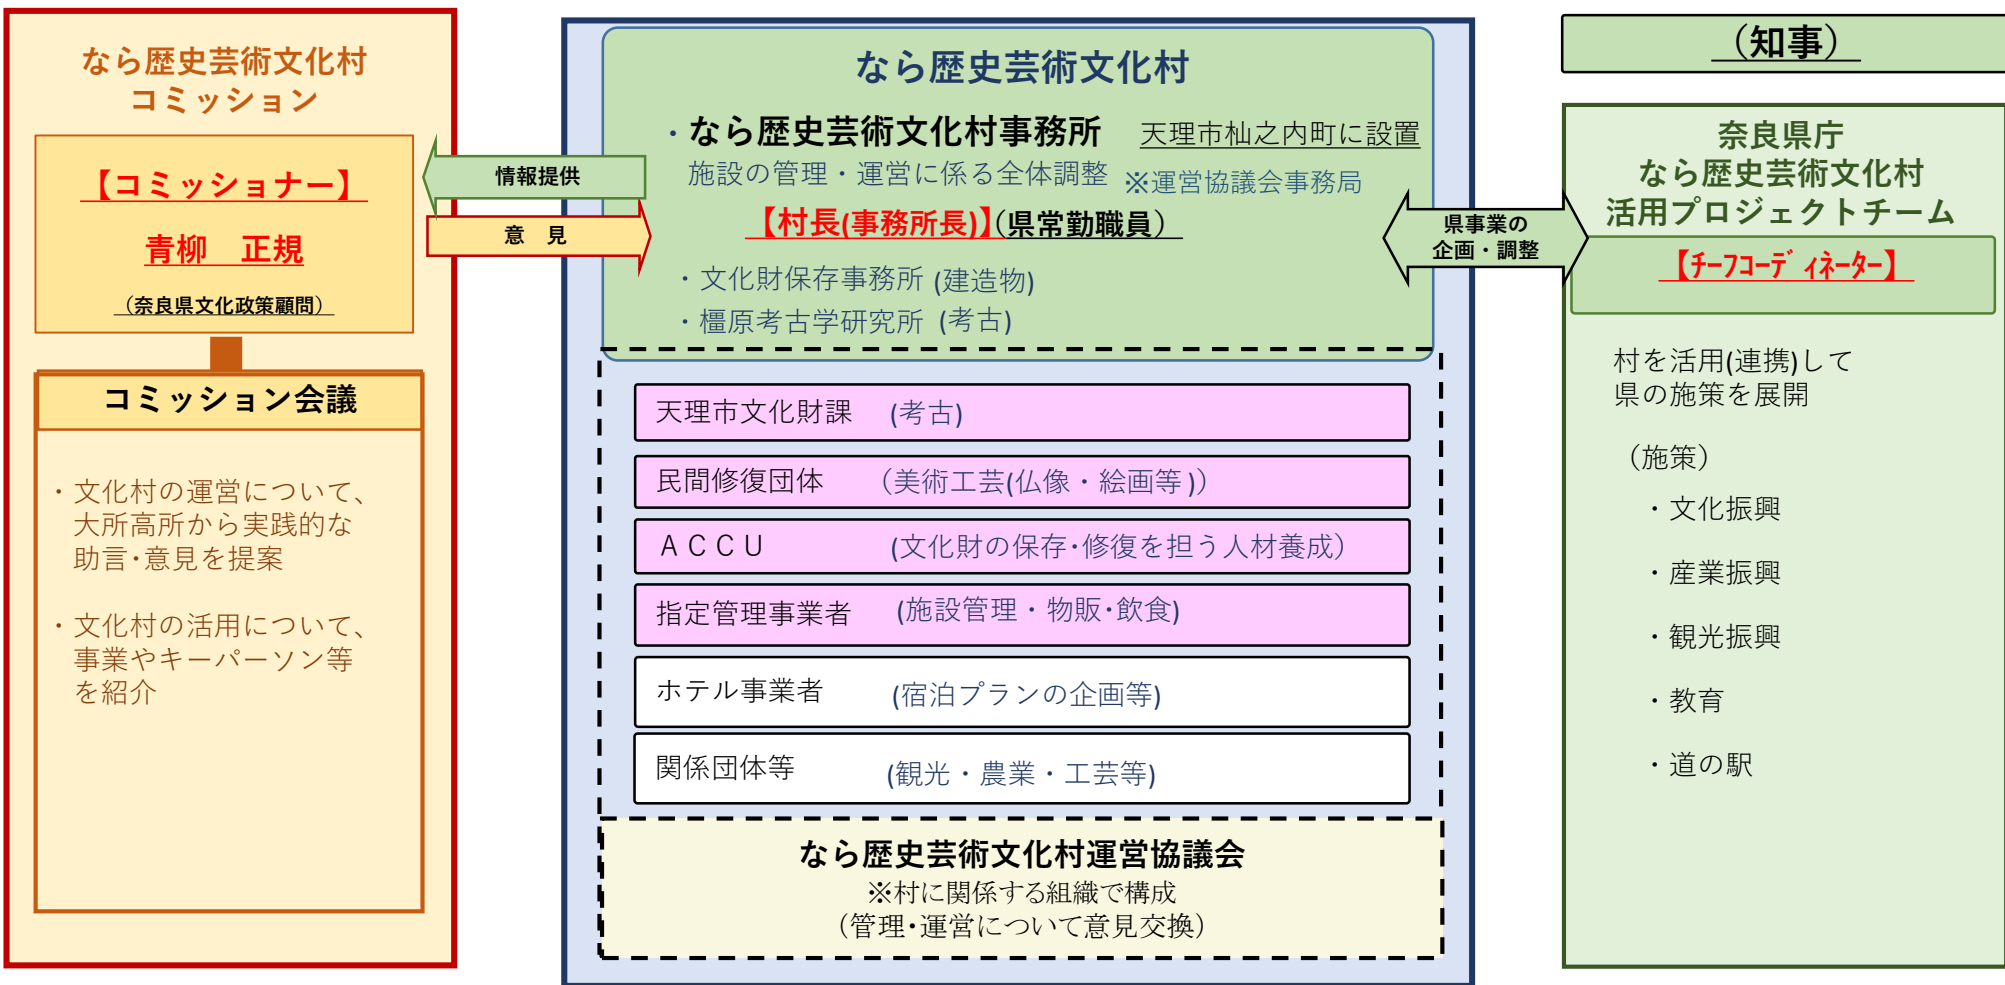 なら歴史芸術文化村
コミッション
【コミッショナー】
青柳　正規
（奈良県文化政策顧問）
コミッション会議
・文化村の運営について、
大所高所から実践的な
助言･意見を提案
・文化村の活用について、
事業やキーパーソン等
を紹介
情報提供
意　見
なら歴史芸術文化村
・なら歴史芸術文化村事務所　天理市杣之内町に設置
施設の管理・運営に係る全体調整　※運営協議会事務局
【村長(事務所長)】（県常勤職員）
・文化財保存事務所 (建造物)
・橿原考古学研究所 (考古)
天理市文化財課　(考古)
民間修復団体　（美術工芸(仏像・絵画等)）
ＡＣＣＵ　(文化財の保存･修復を担う人材養成）
指定管理事業者　(施設管理・物販･飲食)
ホテル事業者　(宿泊プランの企画等)
関係団体等　(観光・農業・工芸等)
なら歴史芸術文化村運営協議会
※村に関係する組織で構成
（管理･運営について意見交換）
県事業の
企画・調整
（知事）
奈良県庁
なら歴史芸術文化村
活用プロジェクトチーム
【ﾁｰﾌｺｰﾃﾞｨﾈｰﾀｰ】
村を活用(連携)して
県の施策を展開
（施策）
・文化振興
・産業振興
・観光振興
・教育
・道の駅